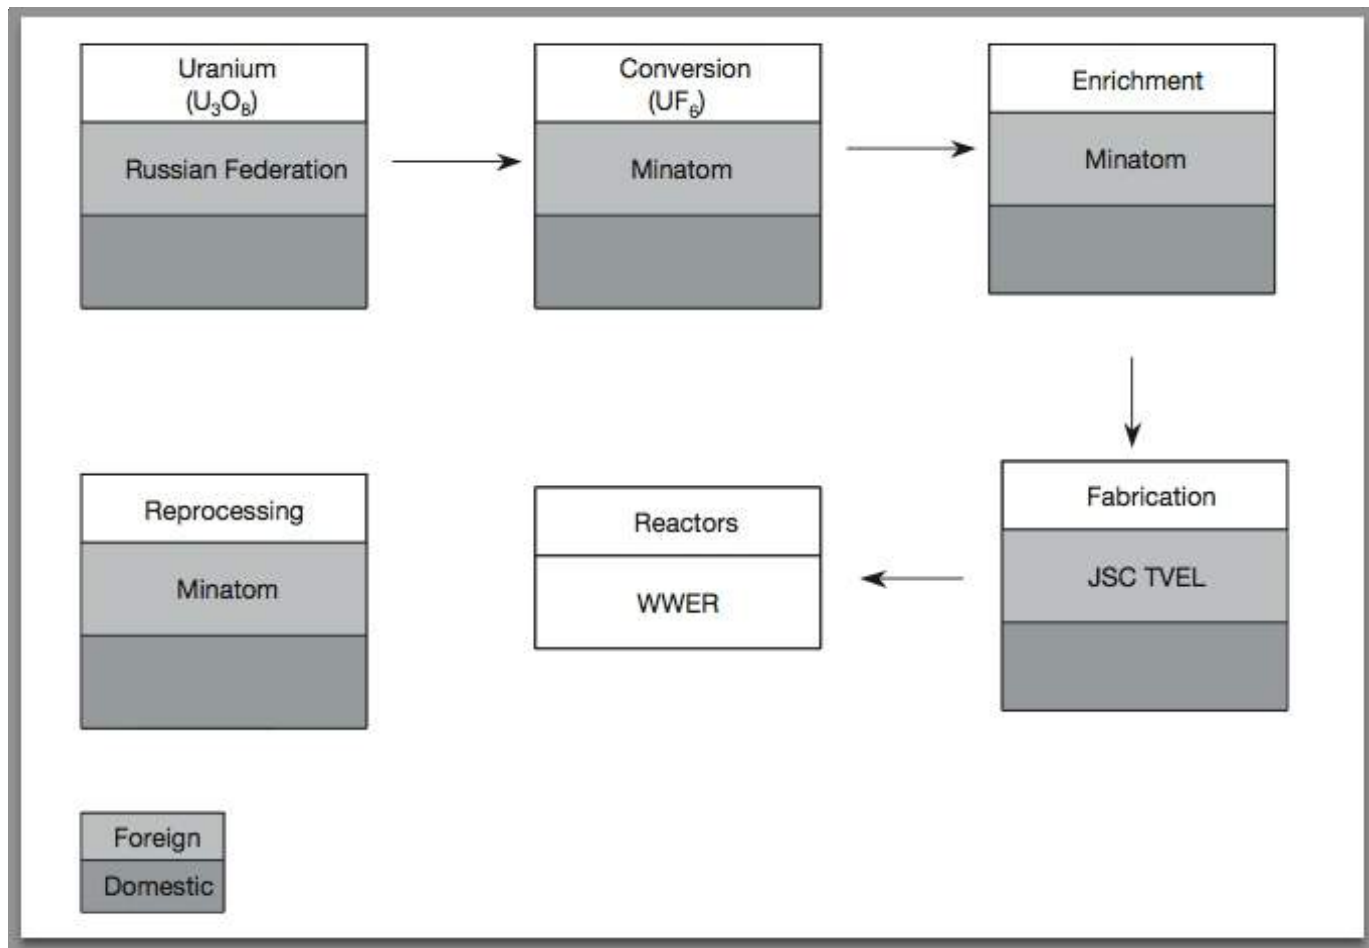 Uranium
(U₃O₈)
Russian Federation
Conversion
(UF₆)
Minatom
Enrichment
Minatom
Reprocessing
Minatom
Reactors
WWER
Fabrication
JSC TVEL
Foreign
Domestic